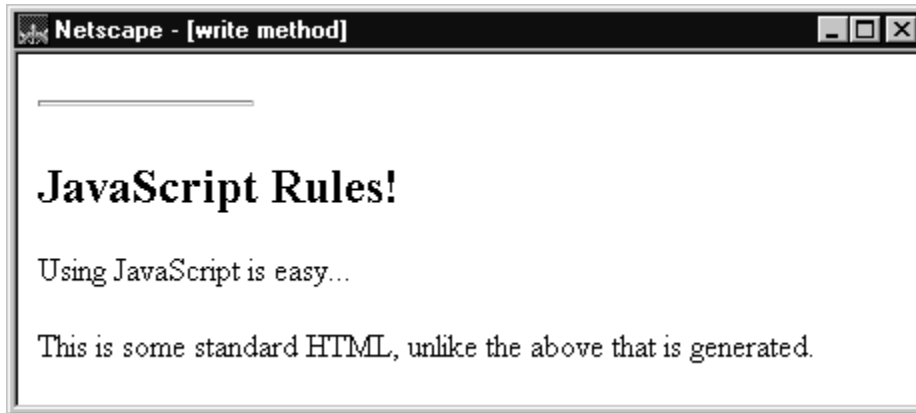 Netscape - [write method]
JavaScript Rules!
Using JavaScript is easy...
This is some standard HTML, unlike the above that is generated.